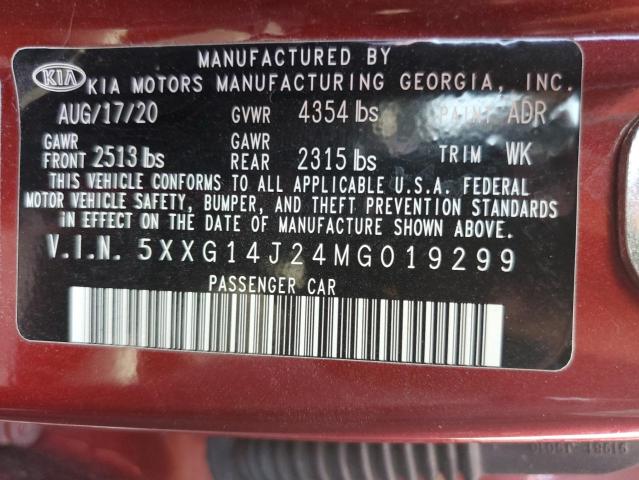 MANUFACTURED BY
KIA KIA MOTORS MANUFACTURING GEORGIA, INC.
AUG/17/20 GVWR 4354 lbs PAINT ADR
GAWR FRONT 2513 lbs GAWR REAR 2315 lbs TRIM WK
THIS VEHICLE CONFORMS TO ALL APPLICABLE U.S.A. FEDERAL
MOTOR VEHICLE SAFETY, BUMPER, AND THEFT PREVENTION STANDARDS
IN EFFECT ON THE DATE OF MANUFACTURE SHOWN ABOVE.
V.I.N. 5XXG14J24MG019299
PASSENGER CAR